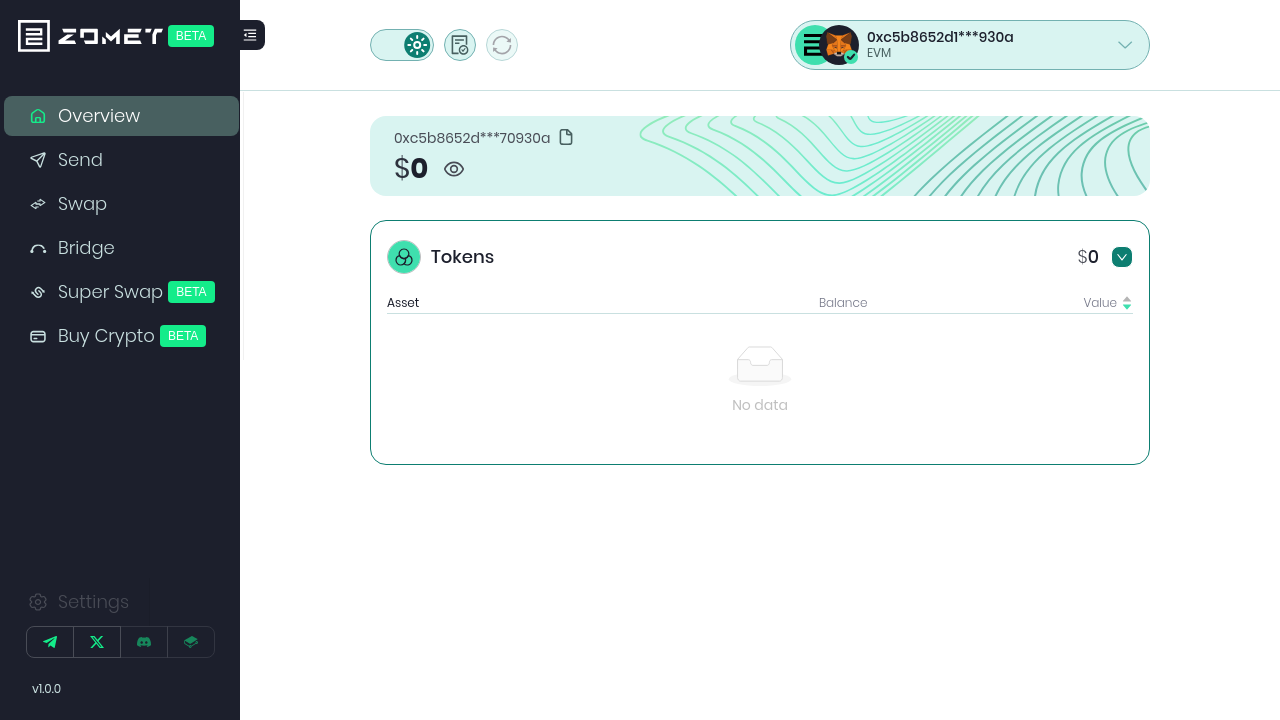 ZOMET BETA
Overview
Send
Swap
Bridge
Super Swap BETA
Buy Crypto BETA
Settings
v1.0.0
0xc5b8652d1***930a
EVM
0xc5b8652d***70930a
$0
Tokens
$0
Asset Balance Value
No data